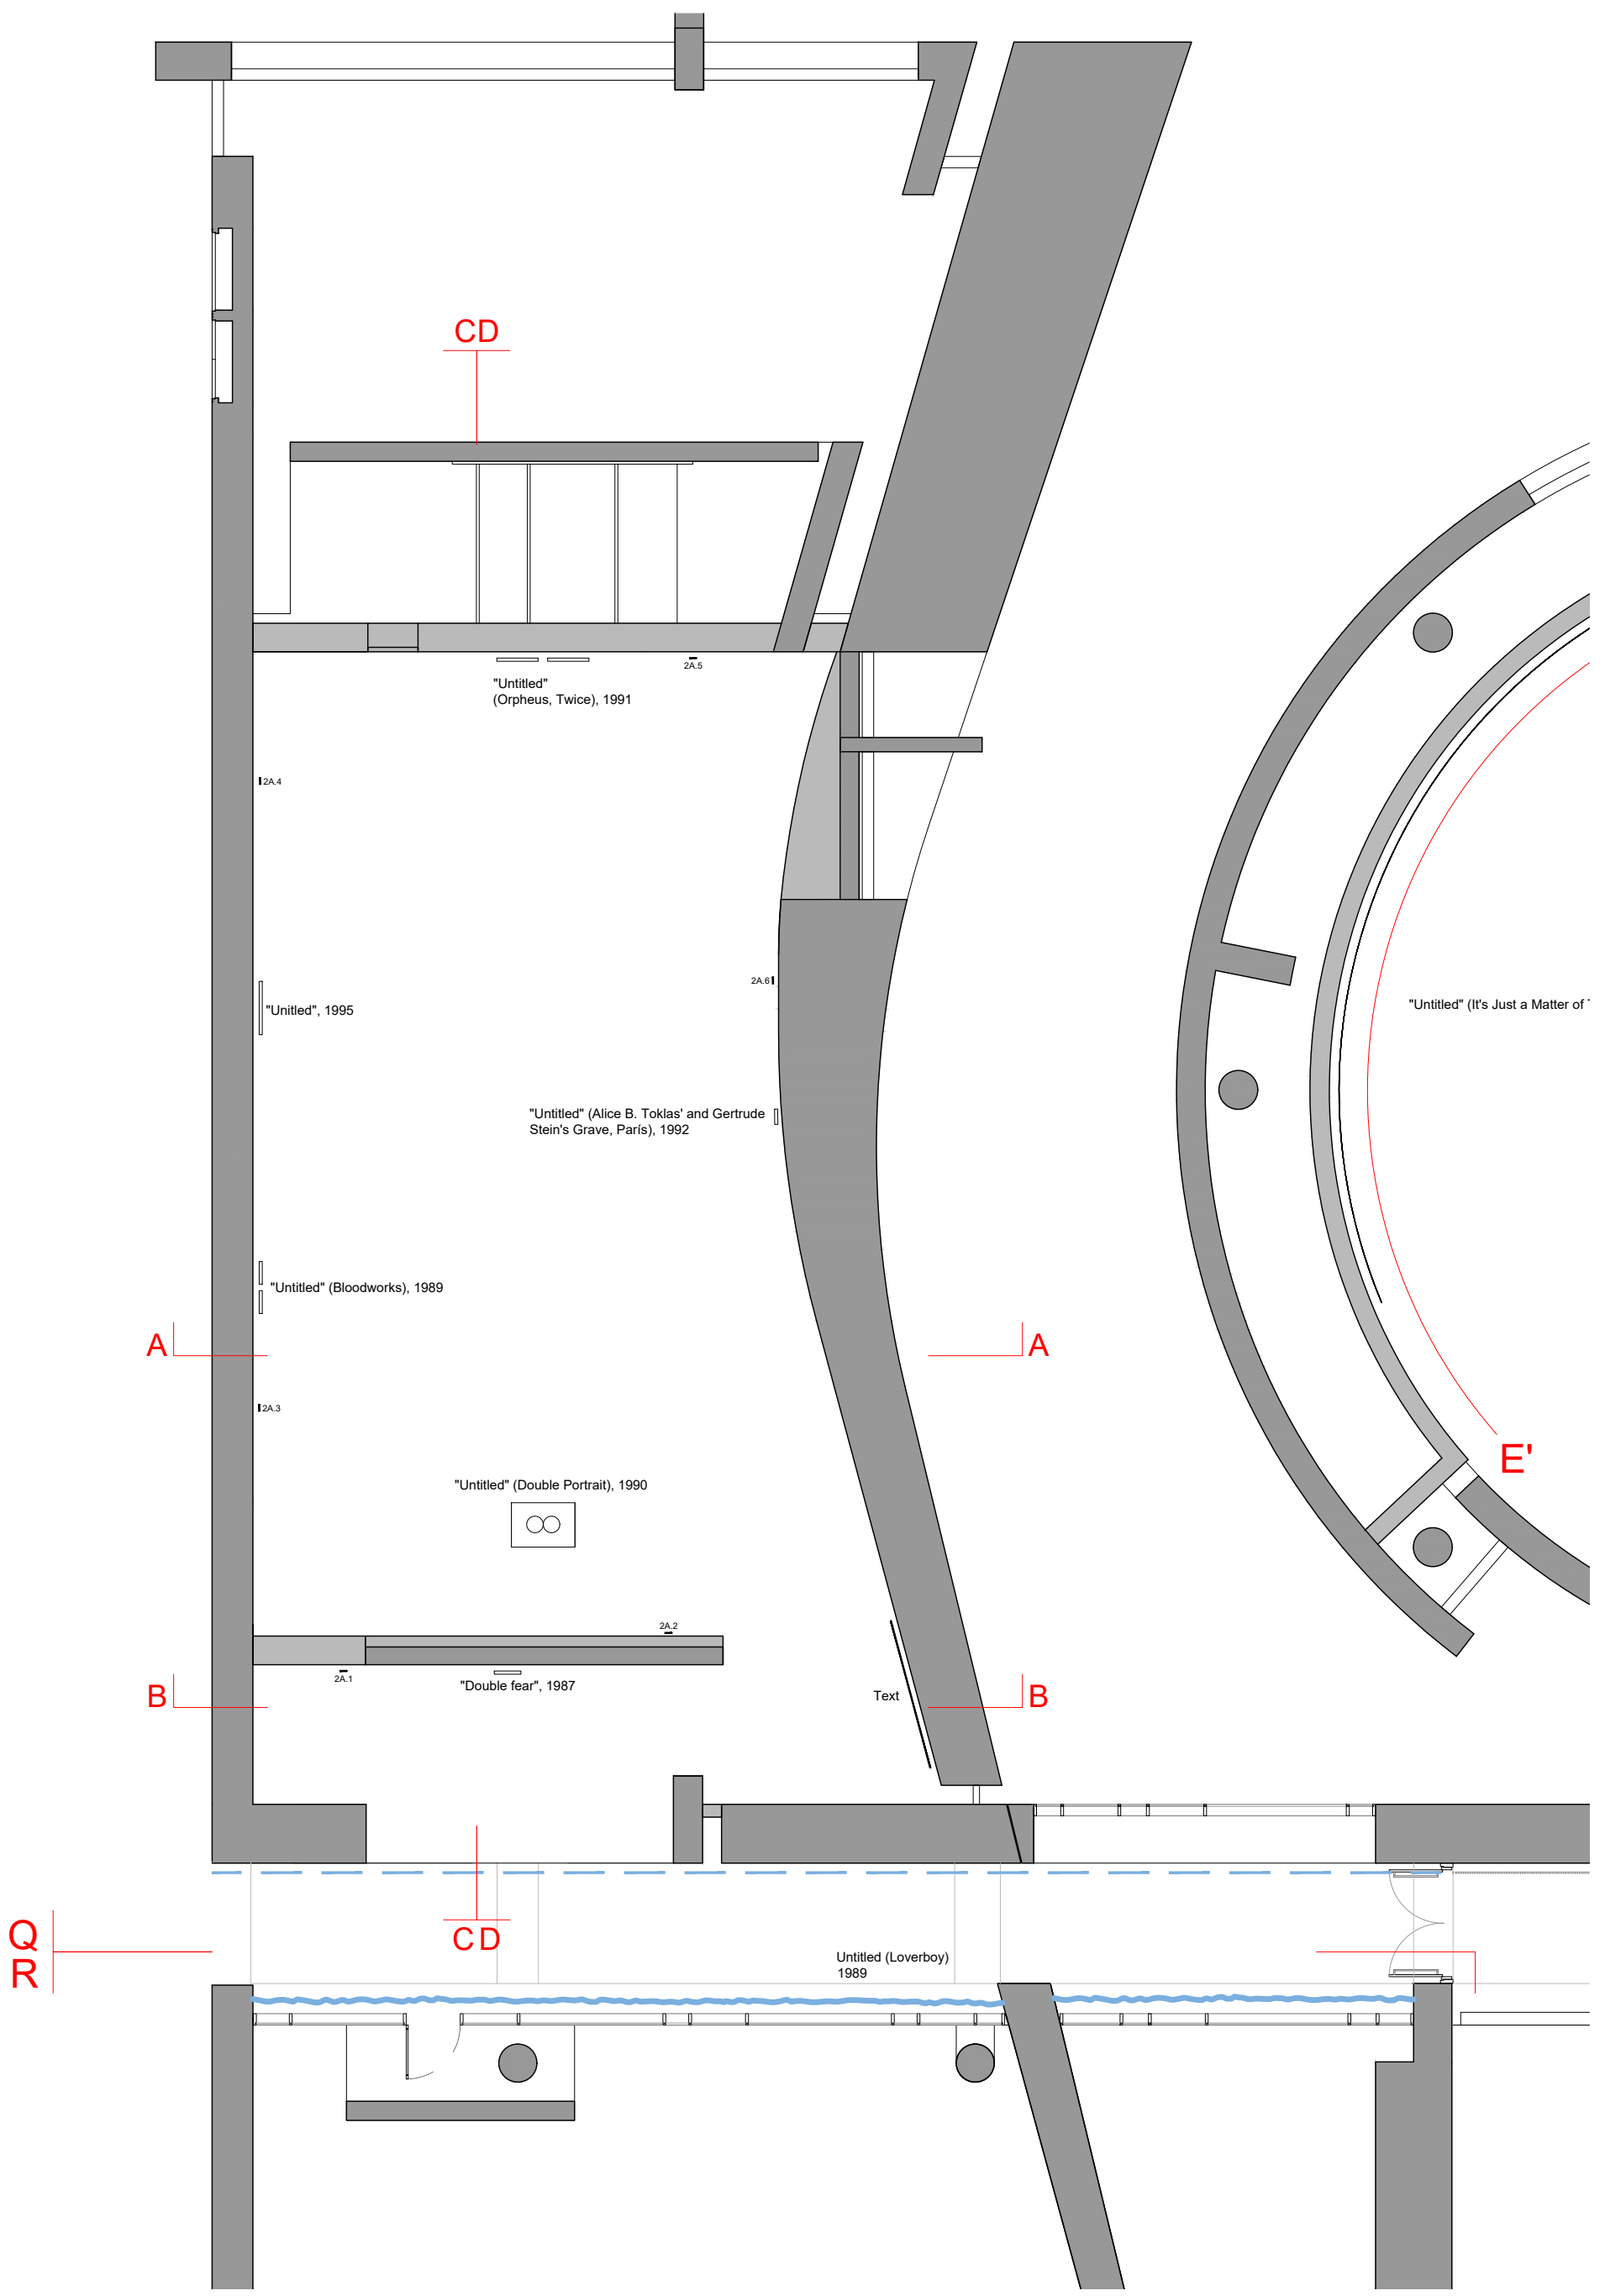 CD
2A.5
"Untitled"
(Orpheus, Twice), 1991
2A.4
2A.6
"Unitled", 1995
"Untitled" (It's Just a Matter of
"Untitled" (Alice B. Toklas' and Gertrude
Stein's Grave, París), 1992
"Untitled" (Bloodworks), 1989
A
A
2A.3
E'
"Untitled" (Double Portrait), 1990
2A.2
2A.1
"Double fear", 1987
B
Text
B
Q
R
CD
Untitled (Loverboy)
1989